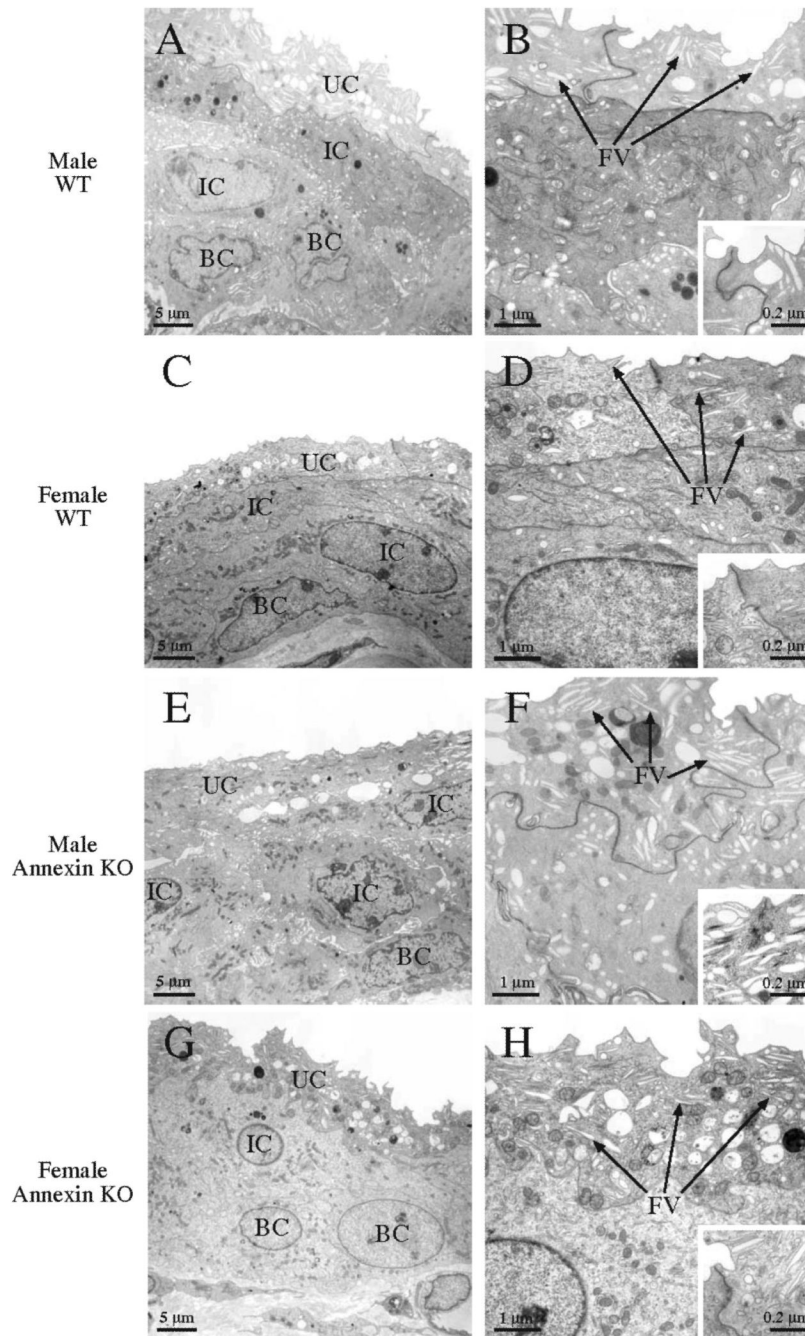 A
UC
IC
IC
BC
BC
5 μm
B
FV
1 μm
0.2 μm
Male
WT
C
UC
IC
IC
BC
5 μm
D
FV
1 μm
0.2 μm
Female
WT
E
UC
IC
IC
IC
BC
5 μm
F
FV
1 μm
0.2 μm
Male
Annexin KO
G
UC
IC
BC
BC
5 μm
H
FV
1 μm
0.2 μm
Female
Annexin KO